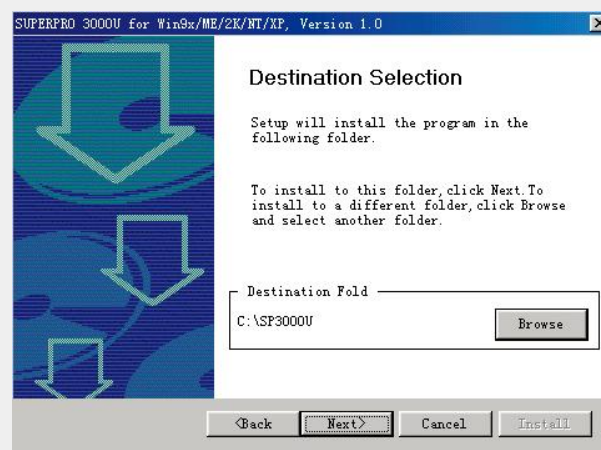 SUPERPRO 3000U for Win9x/ME/2K/NT/XP, Version 1.0
Destination Selection
Setup will install the program in the
following folder.
To install to this folder,click Next.To
install to a different folder,click Browse
and select another folder.
Destination Fold
C:\SP3000U
Browse
<Back
Next>
Cancel
Install